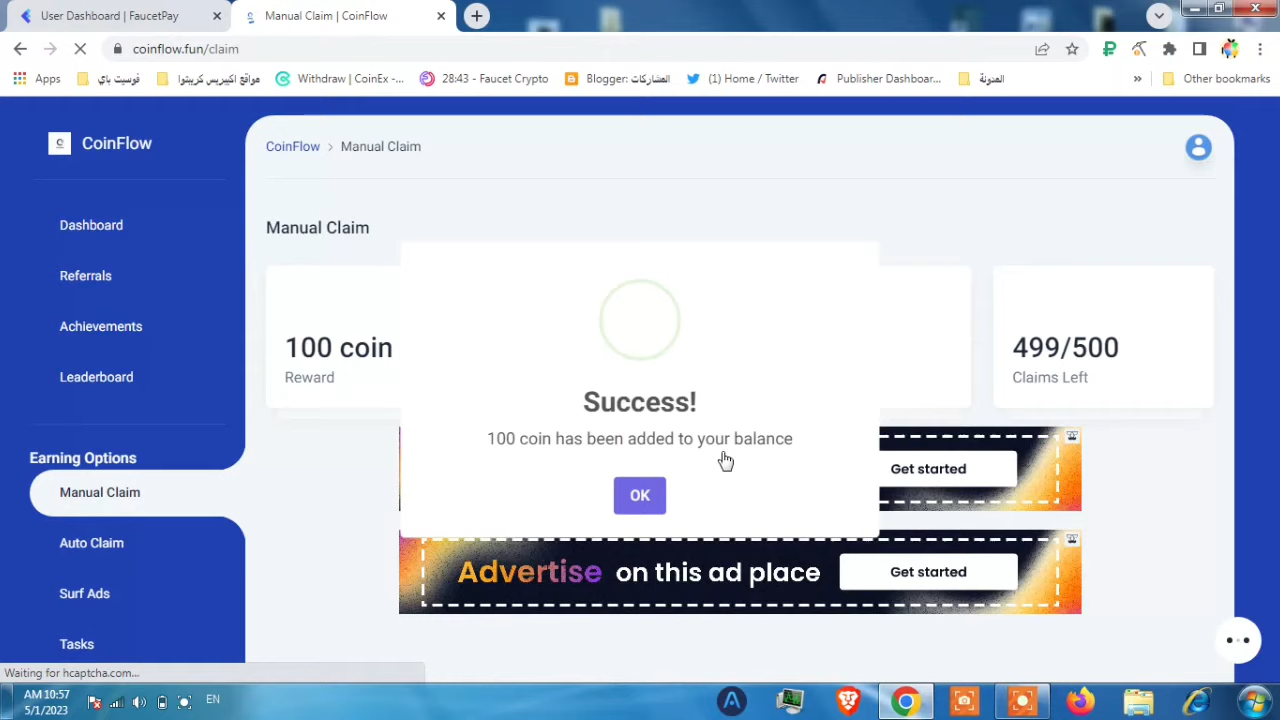 User Dashboard | FaucetPay
Manual Claim | CoinFlow
coinflow.fun/claim
Apps
فوسيت باي
مواقع اكبيرس كريبتوا
Withdraw | CoinEx -...
28:43 - Faucet Crypto
Blogger: المشاركات
(1) Home / Twitter
Publisher Dashboar...
المدونة
»
Other bookmarks
CoinFlow
CoinFlow > Manual Claim
Dashboard
Manual Claim
Referrals
Achievements
Leaderboard
100 coin
Reward
499/500
Claims Left
Success!
100 coin has been added to your balance
OK
Get started
Earning Options
Manual Claim
Auto Claim
Surf Ads
Tasks
Advertise on this ad place
Get started
Waiting for hcaptcha.com...
AM 10:57
5/1/2023
EN